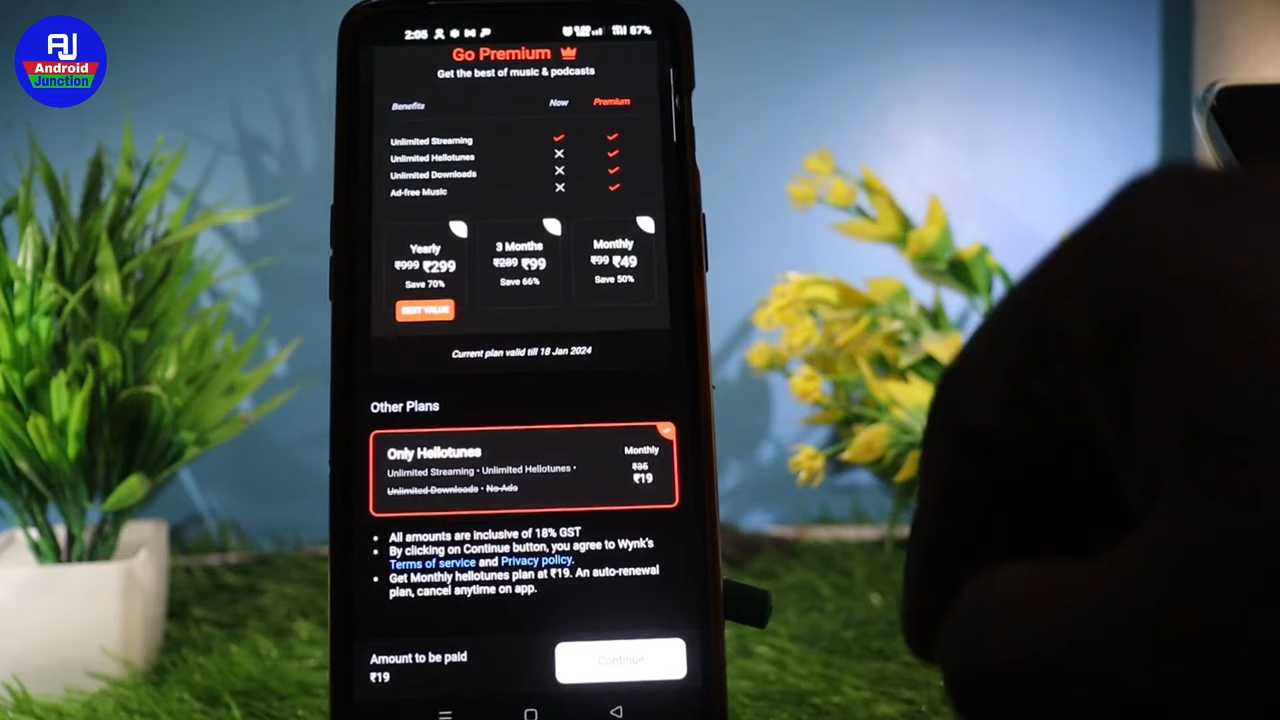 AJ
Android
Junction
2:05
87%
Go Premium
Get the best of music & podcasts
Benefits Now Premium
Unlimited Streaming
Unlimited Hellotunes
Unlimited Downloads
Ad-free Music
Yearly
₹999 ₹299
Save 70%
BEST VALUE
3 Months
₹289 ₹99
Save 66%
Monthly
₹99 ₹49
Save 50%
Current plan valid till 18 Jan 2024
Other Plans
Only Hellotunes
Unlimited Streaming • Unlimited Hellotunes •
Unlimited Downloads • No Ads
Monthly
₹35
₹19
• All amounts are inclusive of 18% GST
• By clicking on Continue button, you agree to Wynk's
Terms of service and Privacy policy.
• Get Monthly hellotunes plan at ₹19. An auto-renewal
plan, cancel anytime on app.
Amount to be paid
₹19
Continue